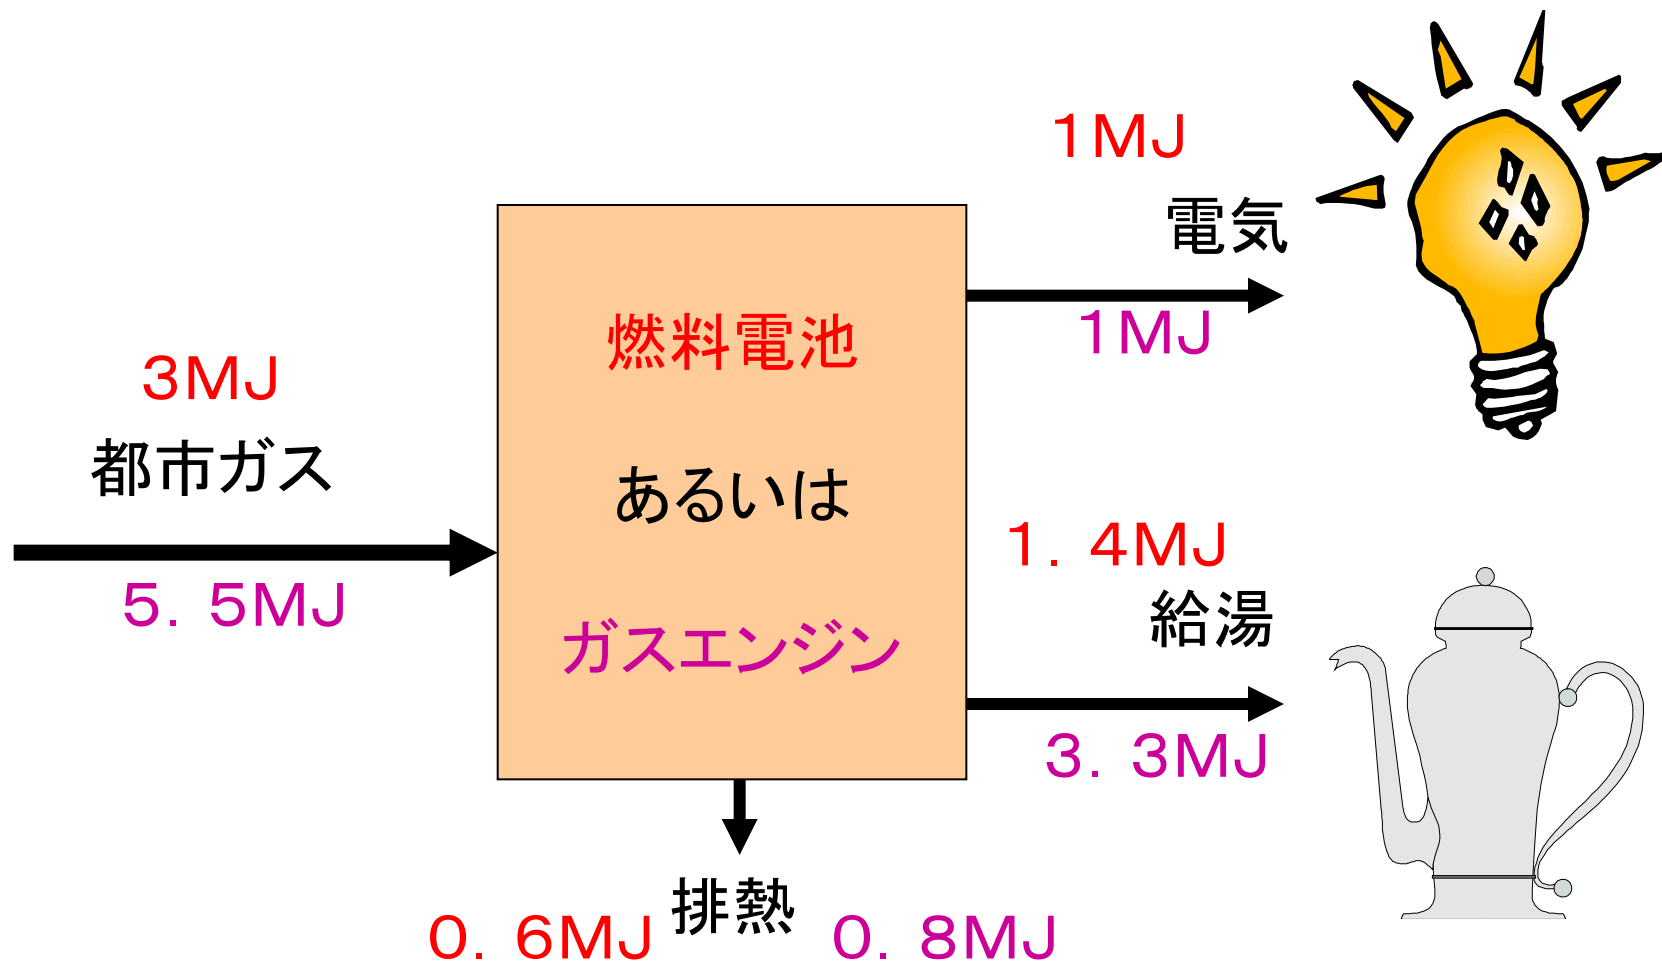 3MJ
都市ガス
5. 5MJ
燃料電池
あるいは
ガスエンジン
1MJ
電気
1MJ
1. 4MJ
給湯
3. 3MJ
排熱
0. 6MJ
0. 8MJ